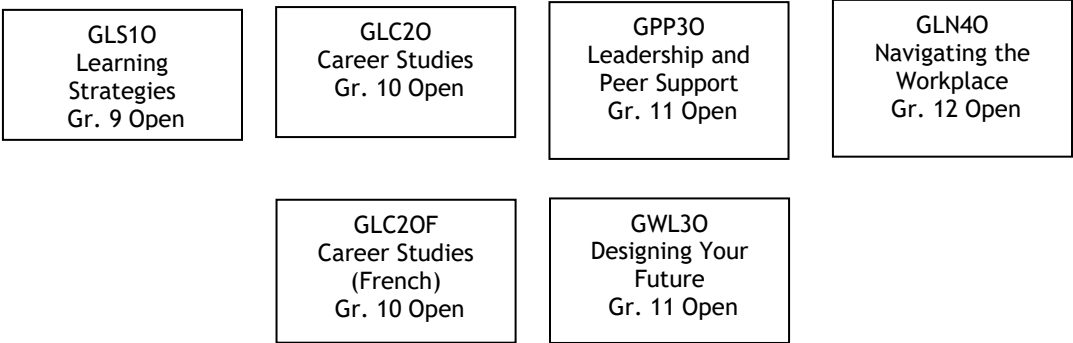 GLS1O
Learning
Strategies
Gr. 9 Open
GLC2O
Career Studies
Gr. 10 Open
GPP3O
Leadership and
Peer Support
Gr. 11 Open
GLN4O
Navigating the
Workplace
Gr. 12 Open
GLC2OF
Career Studies
(French)
Gr. 10 Open
GWL3O
Designing Your
Future
Gr. 11 Open